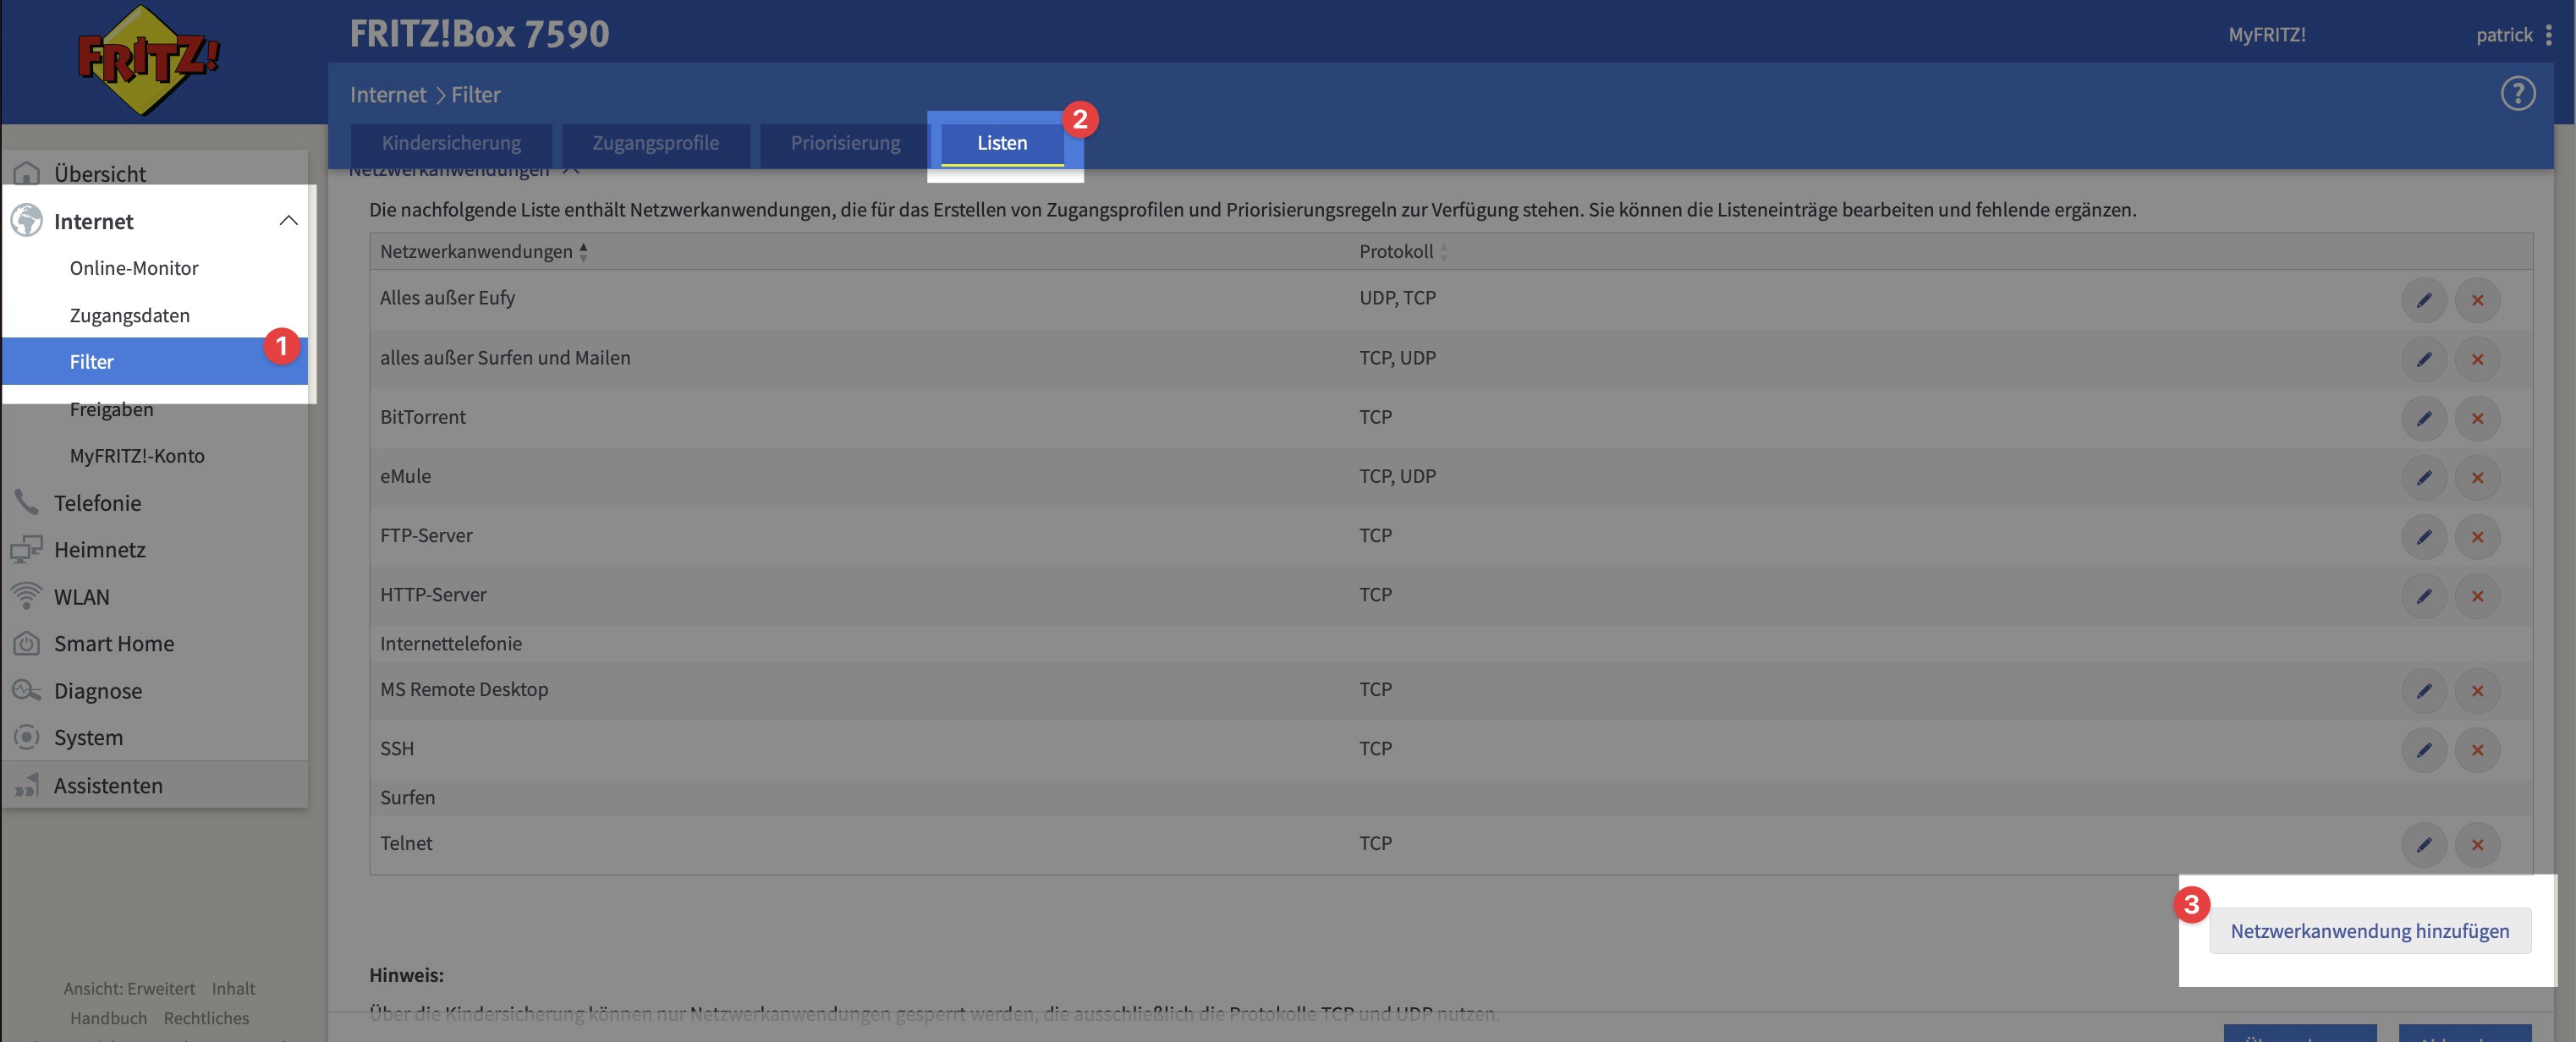 FRITZ!
FRITZ!Box 7590
MyFRITZ!
patrick
Internet > Filter
?
Kindersicherung
Zugangsprofile
Priorisierung
Listen
2
Übersicht
Internet
Online-Monitor
Zugangsdaten
Filter
1
Freigaben
MyFRITZ!-Konto
Telefonie
Heimnetz
WLAN
Smart Home
Diagnose
System
Assistenten
Ansicht: Erweitert Inhalt
Handbuch Rechtliches
Netzwerkanwendungen
Die nachfolgende Liste enthält Netzwerkanwendungen, die für das Erstellen von Zugangsprofilen und Priorisierungsregeln zur Verfügung stehen. Sie können die Listeneinträge bearbeiten und fehlende ergänzen.
Netzwerkanwendungen Protokoll
Alles außer Eufy UDP, TCP
alles außer Surfen und Mailen TCP, UDP
BitTorrent TCP
eMule TCP, UDP
FTP-Server TCP
HTTP-Server TCP
Internettelefonie
MS Remote Desktop TCP
SSH TCP
Surfen
Telnet TCP
3
Netzwerkanwendung hinzufügen
Hinweis:
Über die Kindersicherung können nur Netzwerkanwendungen gesperrt werden, die ausschließlich die Protokolle TCP und UDP nutzen.